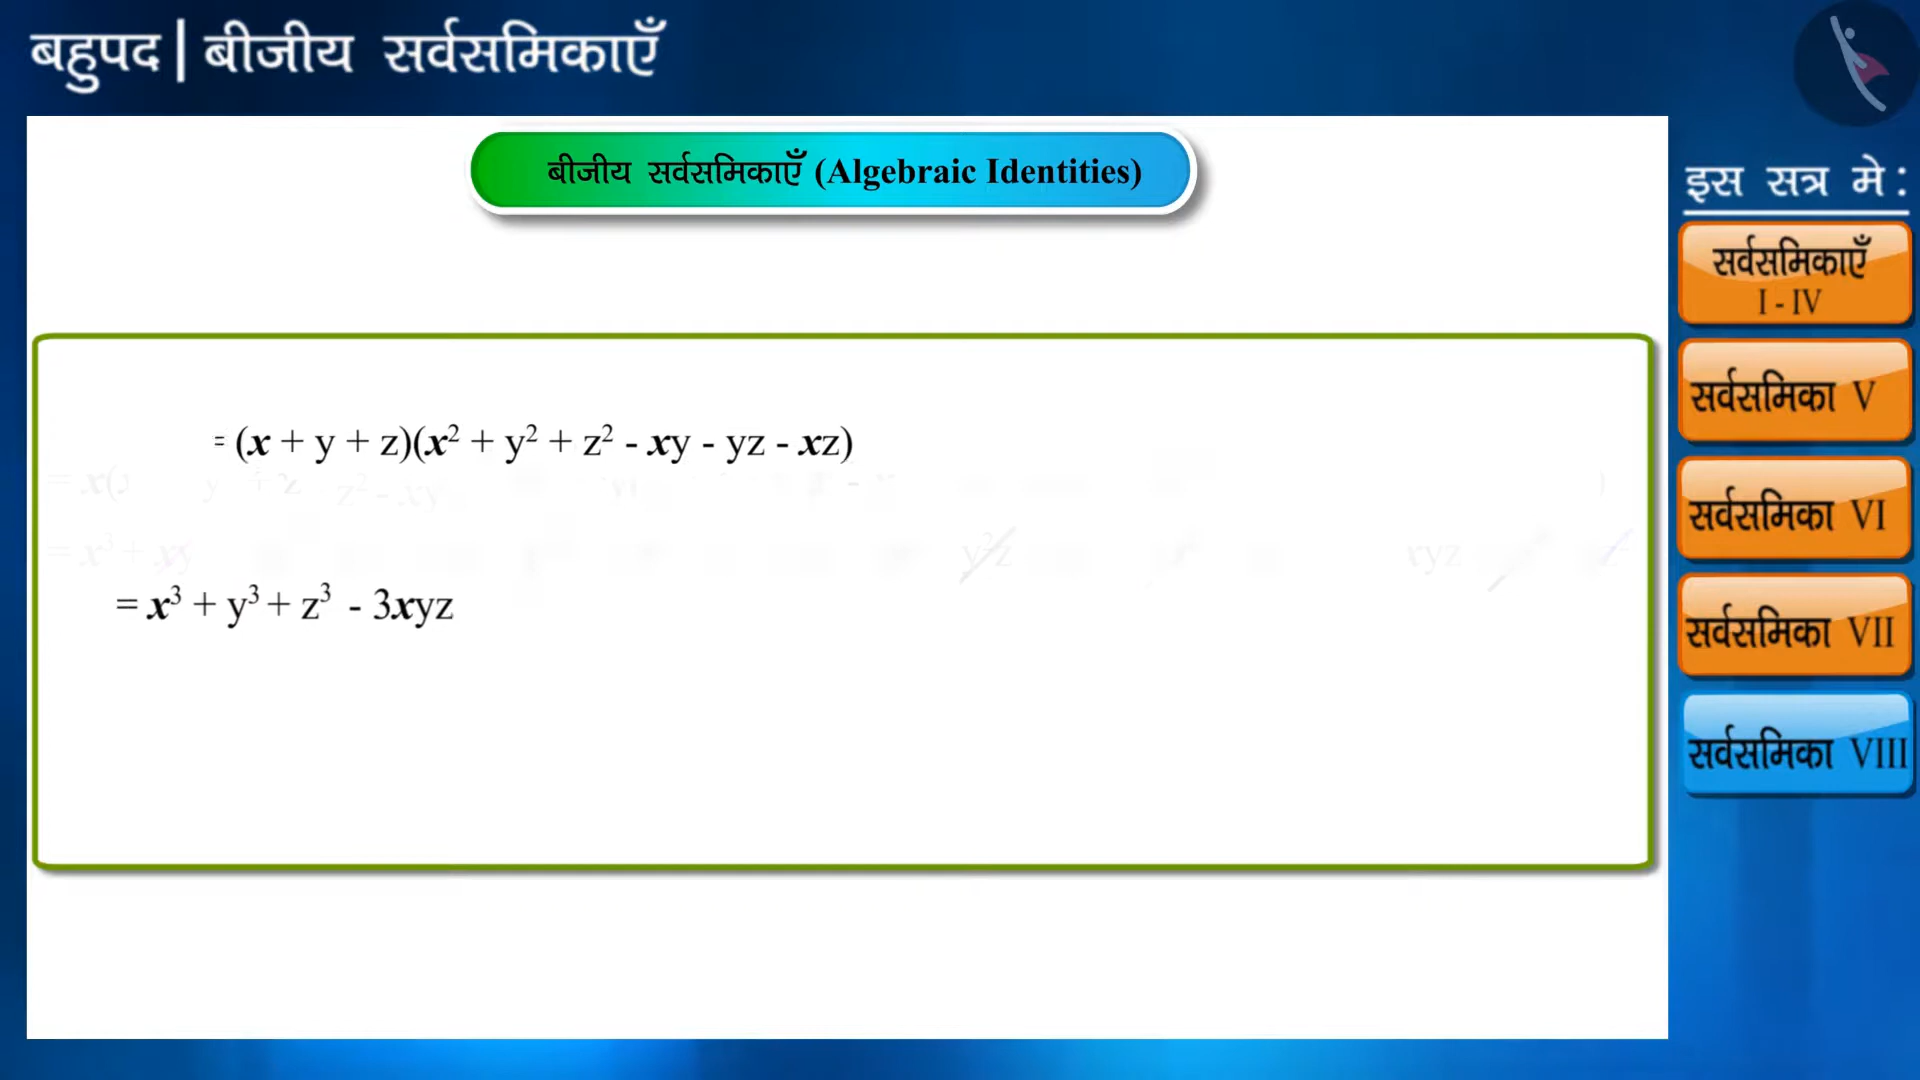 बहुपद | बीजीय सर्वसमिकाएँ
बीजीय सर्वसमिकाएँ (Algebraic Identities)
इस सत्र मे :
सर्वसमिकाएँ
I - IV
सर्वसमिका V
सर्वसमिका VI
सर्वसमिका VII
सर्वसमिका VIII
= (x + y + z)(x² + y² + z² - xy - yz - xz)
= x³ + y³ + z³ - 3xyz